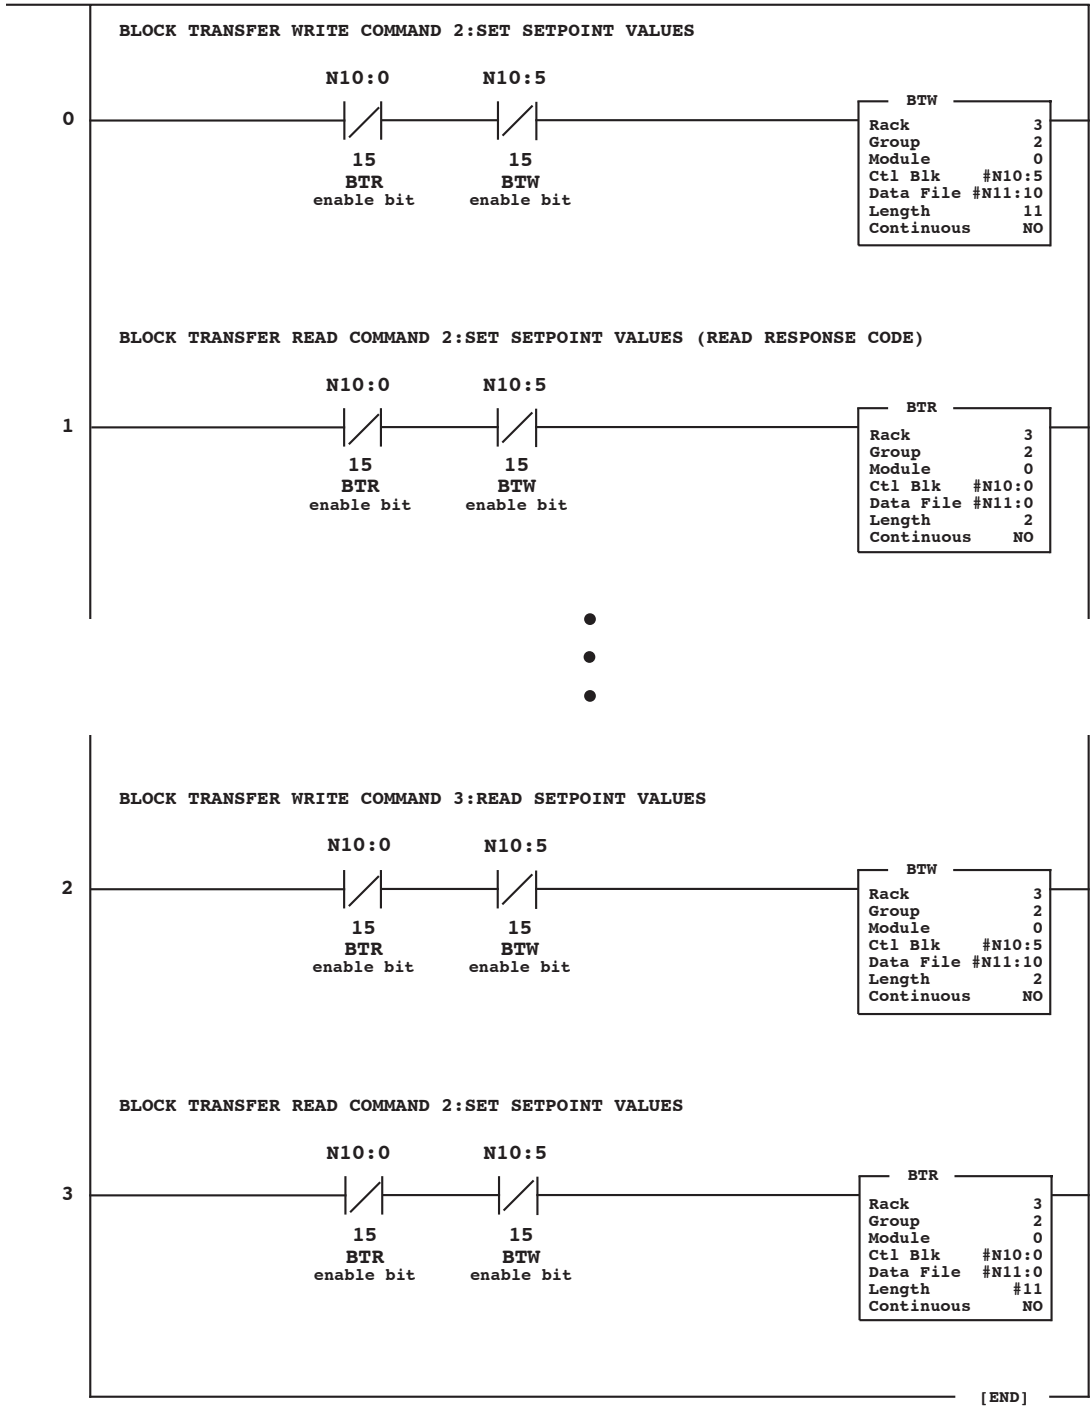 BLOCK TRANSFER WRITE COMMAND 2:SET SETPOINT VALUES
N10:0 N10:5
0
15 15
BTR BTW
enable bit enable bit
BTW
Rack 3
Group 2
Module 0
Ctl Blk #N10:5
Data File #N11:10
Length 11
Continuous NO
BLOCK TRANSFER READ COMMAND 2:SET SETPOINT VALUES (READ RESPONSE CODE)
N10:0 N10:5
1
15 15
BTR BTW
enable bit enable bit
BTR
Rack 3
Group 2
Module 0
Ctl Blk #N10:0
Data File #N11:0
Length 2
Continuous NO
BLOCK TRANSFER WRITE COMMAND 3:READ SETPOINT VALUES
N10:0 N10:5
2
15 15
BTR BTW
enable bit enable bit
BTW
Rack 3
Group 2
Module 0
Ctl Blk #N10:5
Data File #N11:10
Length 2
Continuous NO
BLOCK TRANSFER READ COMMAND 2:SET SETPOINT VALUES
N10:0 N10:5
3
15 15
BTR BTW
enable bit enable bit
BTR
Rack 3
Group 2
Module 0
Ctl Blk #N10:0
Data File #N11:0
Length #11
Continuous NO
[END]